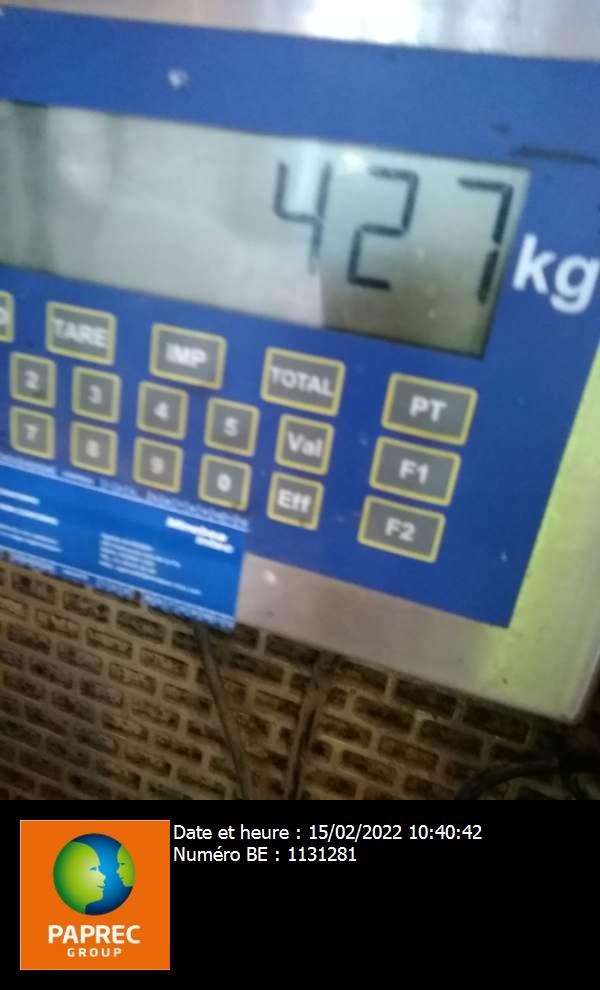 427 kg
TARE IMP TOTAL PT
2 3 4 5 Val F1
7 8 9 0 Eff F2
Date et heure : 15/02/2022 10:40:42
Numéro BE : 1131281
PAPREC
GROUP